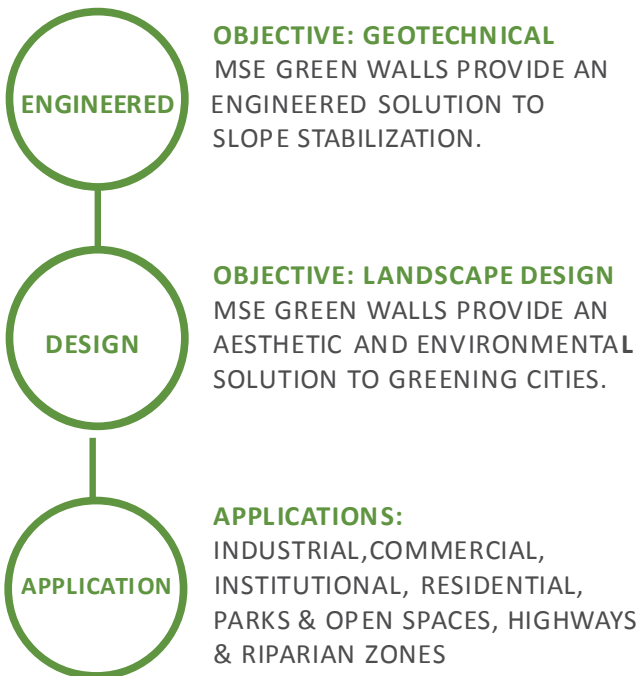 ENGINEERED
OBJECTIVE: GEOTECHNICAL
MSE GREEN WALLS PROVIDE AN
ENGINEERED SOLUTION TO
SLOPE STABILIZATION.
DESIGN
OBJECTIVE: LANDSCAPE DESIGN
MSE GREEN WALLS PROVIDE AN
AESTHETIC AND ENVIRONMENTAL
SOLUTION TO GREENING CITIES.
APPLICATION
APPLICATIONS:
INDUSTRIAL,COMMERCIAL,
INSTITUTIONAL, RESIDENTIAL,
PARKS & OPEN SPACES, HIGHWAYS
& RIPARIAN ZONES